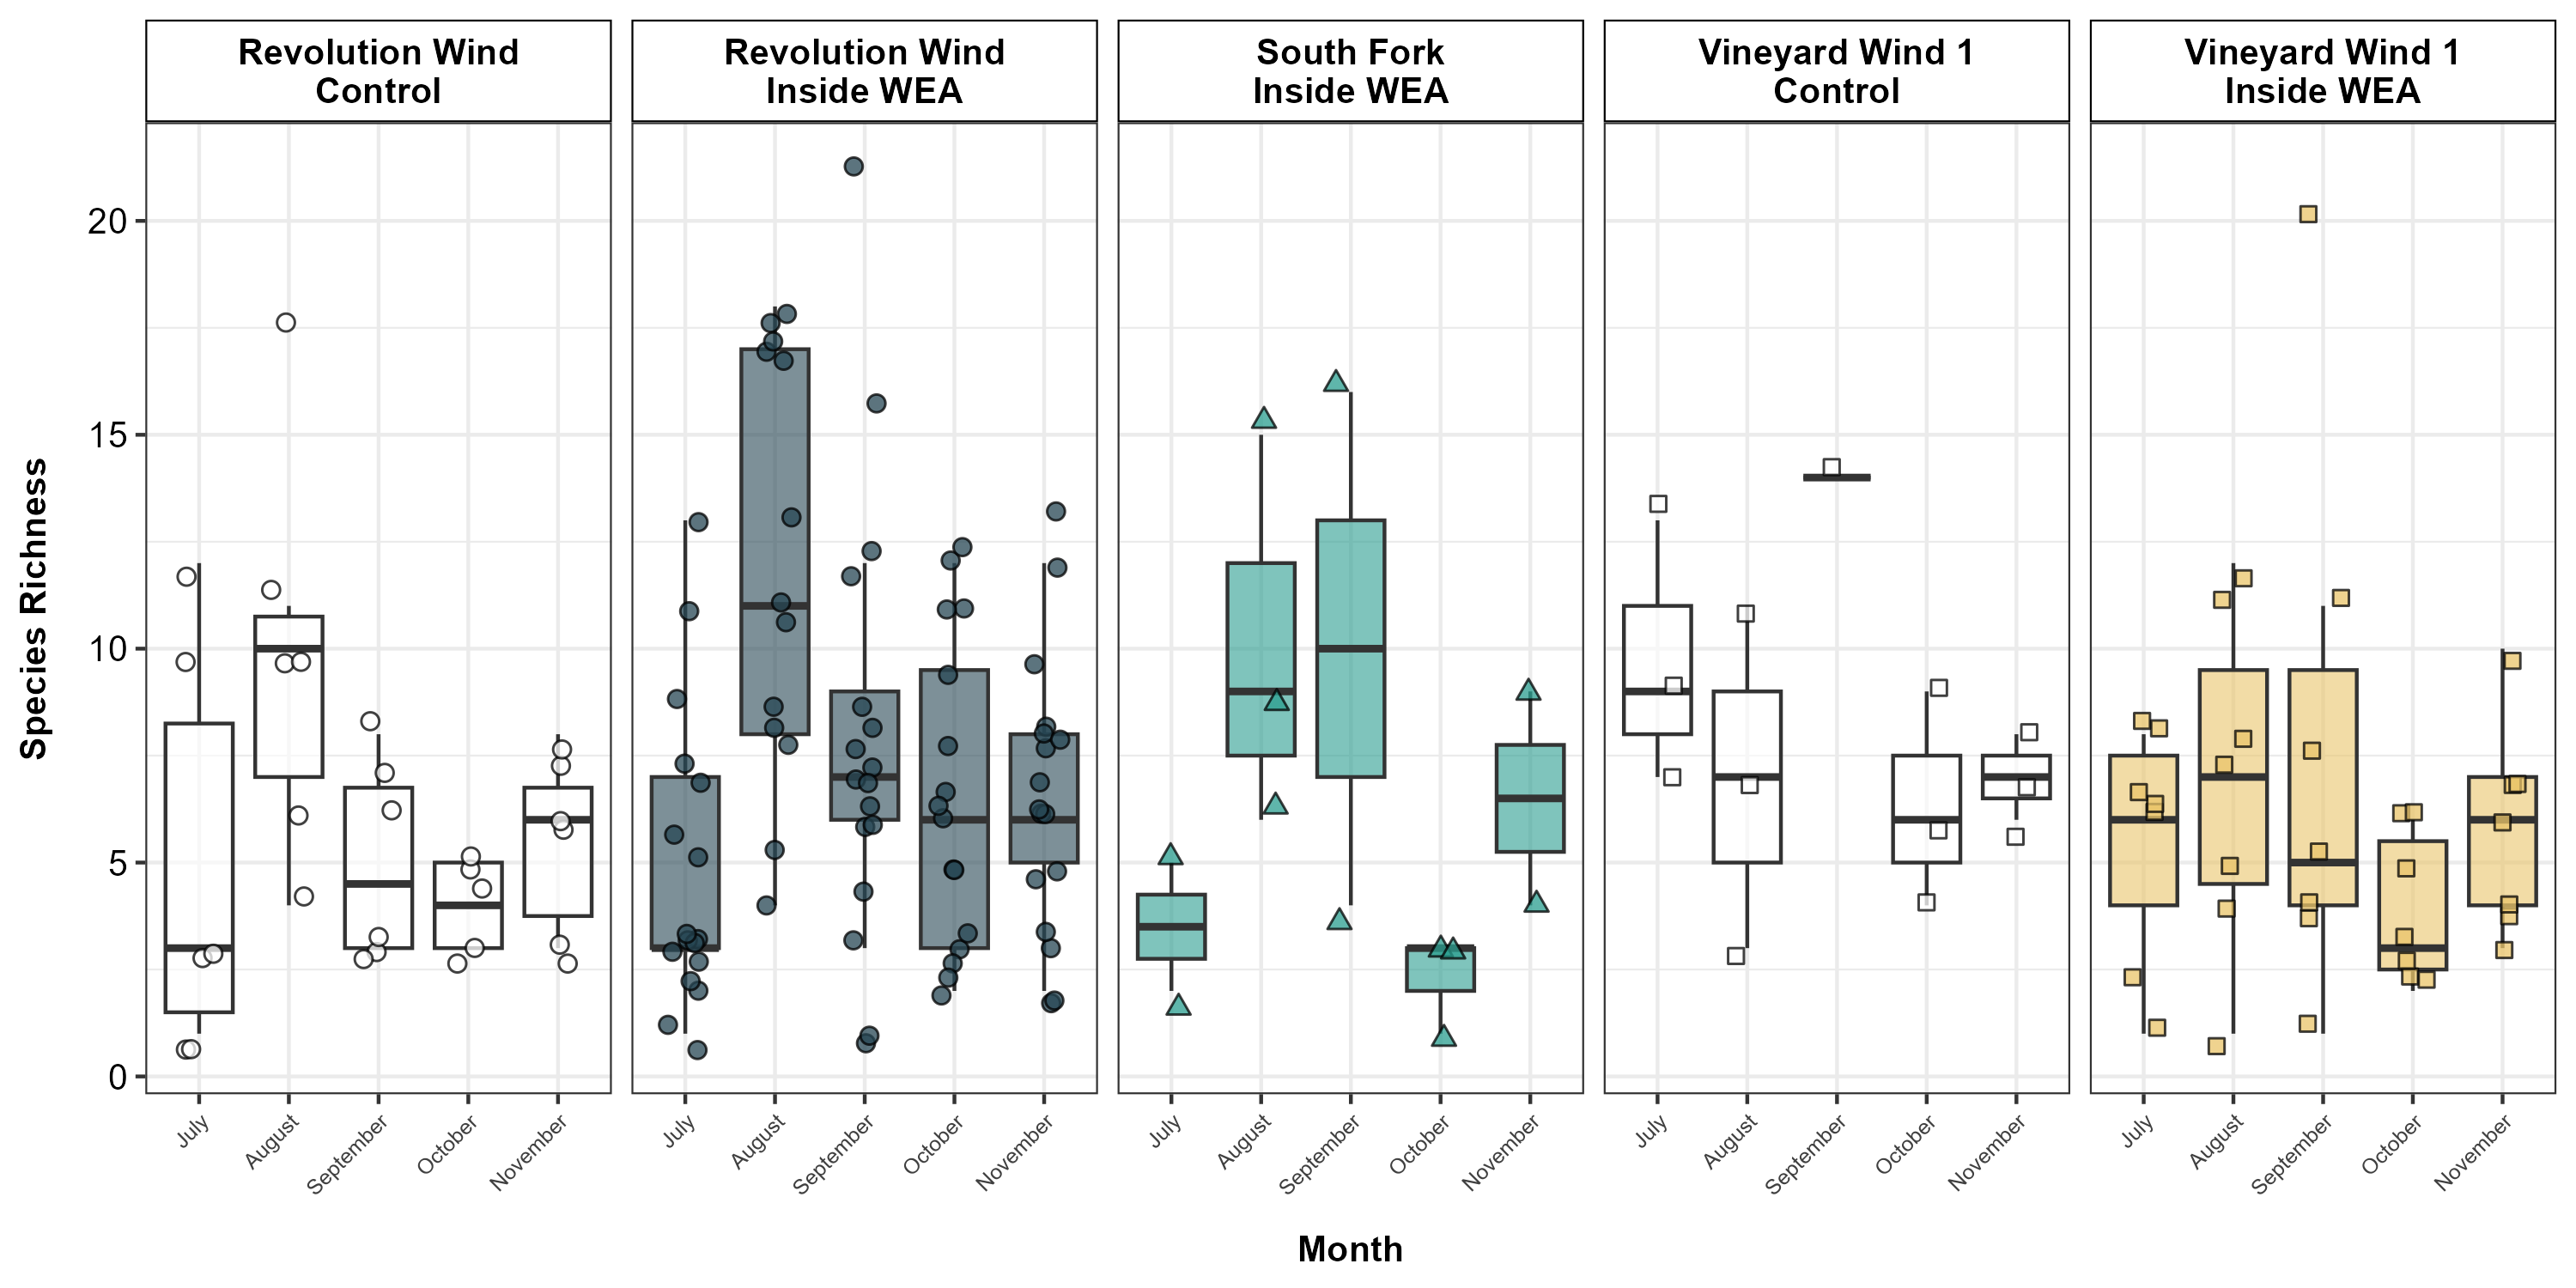 Revolution Wind
Control
Revolution Wind
Inside WEA
South Fork
Inside WEA
Vineyard Wind 1
Control
Vineyard Wind 1
Inside WEA
Species Richness
20
15
10
5
0
July
August
September
October
November
July
August
September
October
November
July
August
September
October
November
July
August
September
October
November
July
August
September
October
November
Month